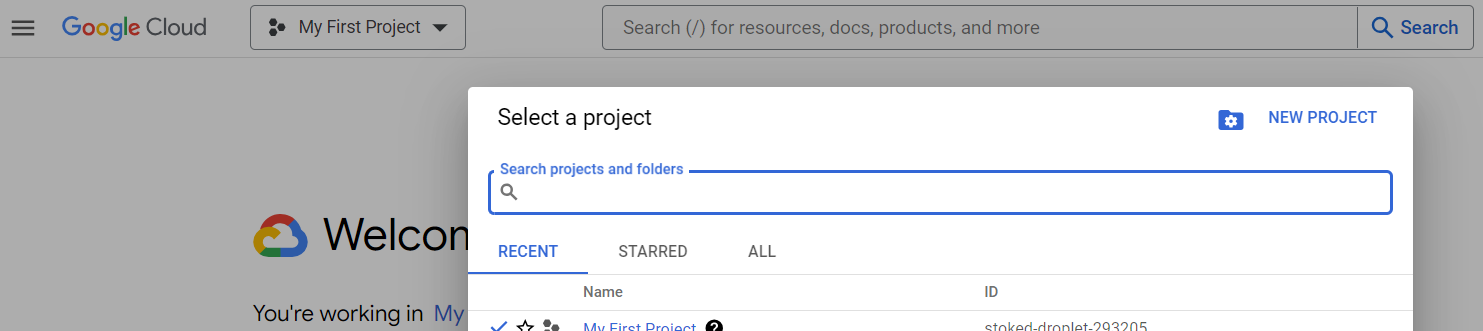 Google Cloud
My First Project
Search (/) for resources, docs, products, and more
Search
Select a project
NEW PROJECT
Search projects and folders
Welcom
RECENT
STARRED
ALL
You're working in My
Name
ID
My First Project
?
stoked-droplet-293205